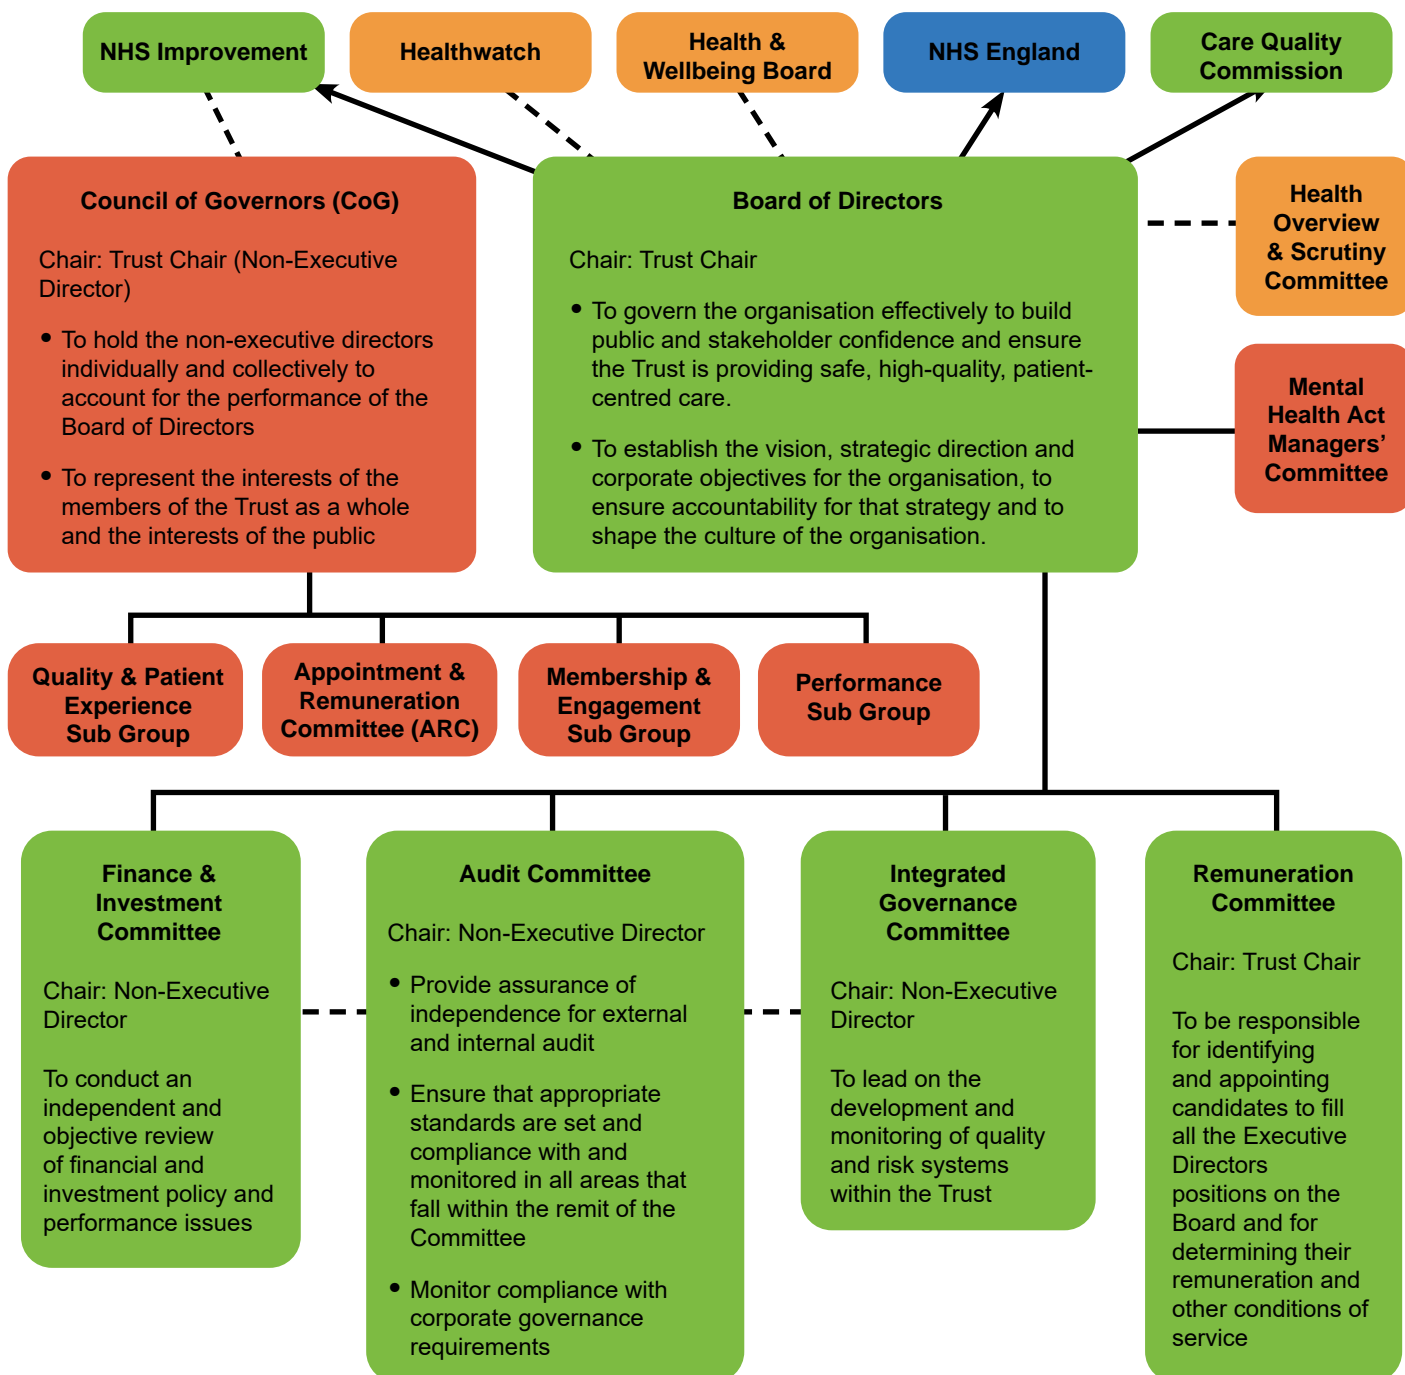 NHS Improvement
Healthwatch
Health &
Wellbeing Board
NHS England
Care Quality
Commission
Council of Governors (CoG)
Chair: Trust Chair (Non-Executive
Director)
• To hold the non-executive directors
individually and collectively to
account for the performance of the
Board of Directors
• To represent the interests of the
members of the Trust as a whole
and the interests of the public
Board of Directors
Chair: Trust Chair
• To govern the organisation effectively to build
public and stakeholder confidence and ensure
the Trust is providing safe, high-quality, patient-
centred care.
• To establish the vision, strategic direction and
corporate objectives for the organisation, to
ensure accountability for that strategy and to
shape the culture of the organisation.
Health
Overview
& Scrutiny
Committee
Mental
Health Act
Managers’
Committee
Quality & Patient
Experience
Sub Group
Appointment &
Remuneration
Committee (ARC)
Membership &
Engagement
Sub Group
Performance
Sub Group
Finance &
Investment
Committee
Chair: Non-Executive
Director
To conduct an
independent and
objective review
of financial and
investment policy and
performance issues
Audit Committee
Chair: Non-Executive Director
• Provide assurance of
independence for external
and internal audit
• Ensure that appropriate
standards are set and
compliance with and
monitored in all areas that
fall within the remit of the
Committee
• Monitor compliance with
corporate governance
requirements
Integrated
Governance
Committee
Chair: Non-Executive
Director
To lead on the
development and
monitoring of quality
and risk systems
within the Trust
Remuneration
Committee
Chair: Trust Chair
To be responsible
for identifying
and appointing
candidates to fill
all the Executive
Directors
positions on the
Board and for
determining their
remuneration and
other conditions of
service